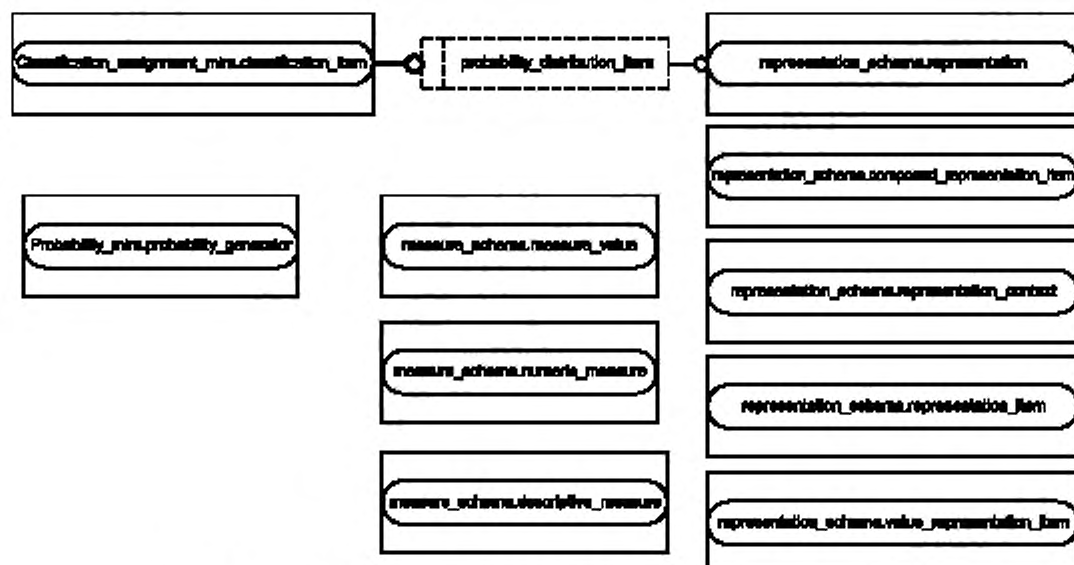 Classification_assignment_mim.classification_item
probability_distribution_item
representation_schema.representation
representation_schema.compound_representation_item
Probability_mim.probability_generator
measure_schema.measure_value
representation_schema.representation_context
measure_schema.numeric_measure
representation_schema.representation_item
measure_schema.descriptive_measure
representation_schema.value_representation_item